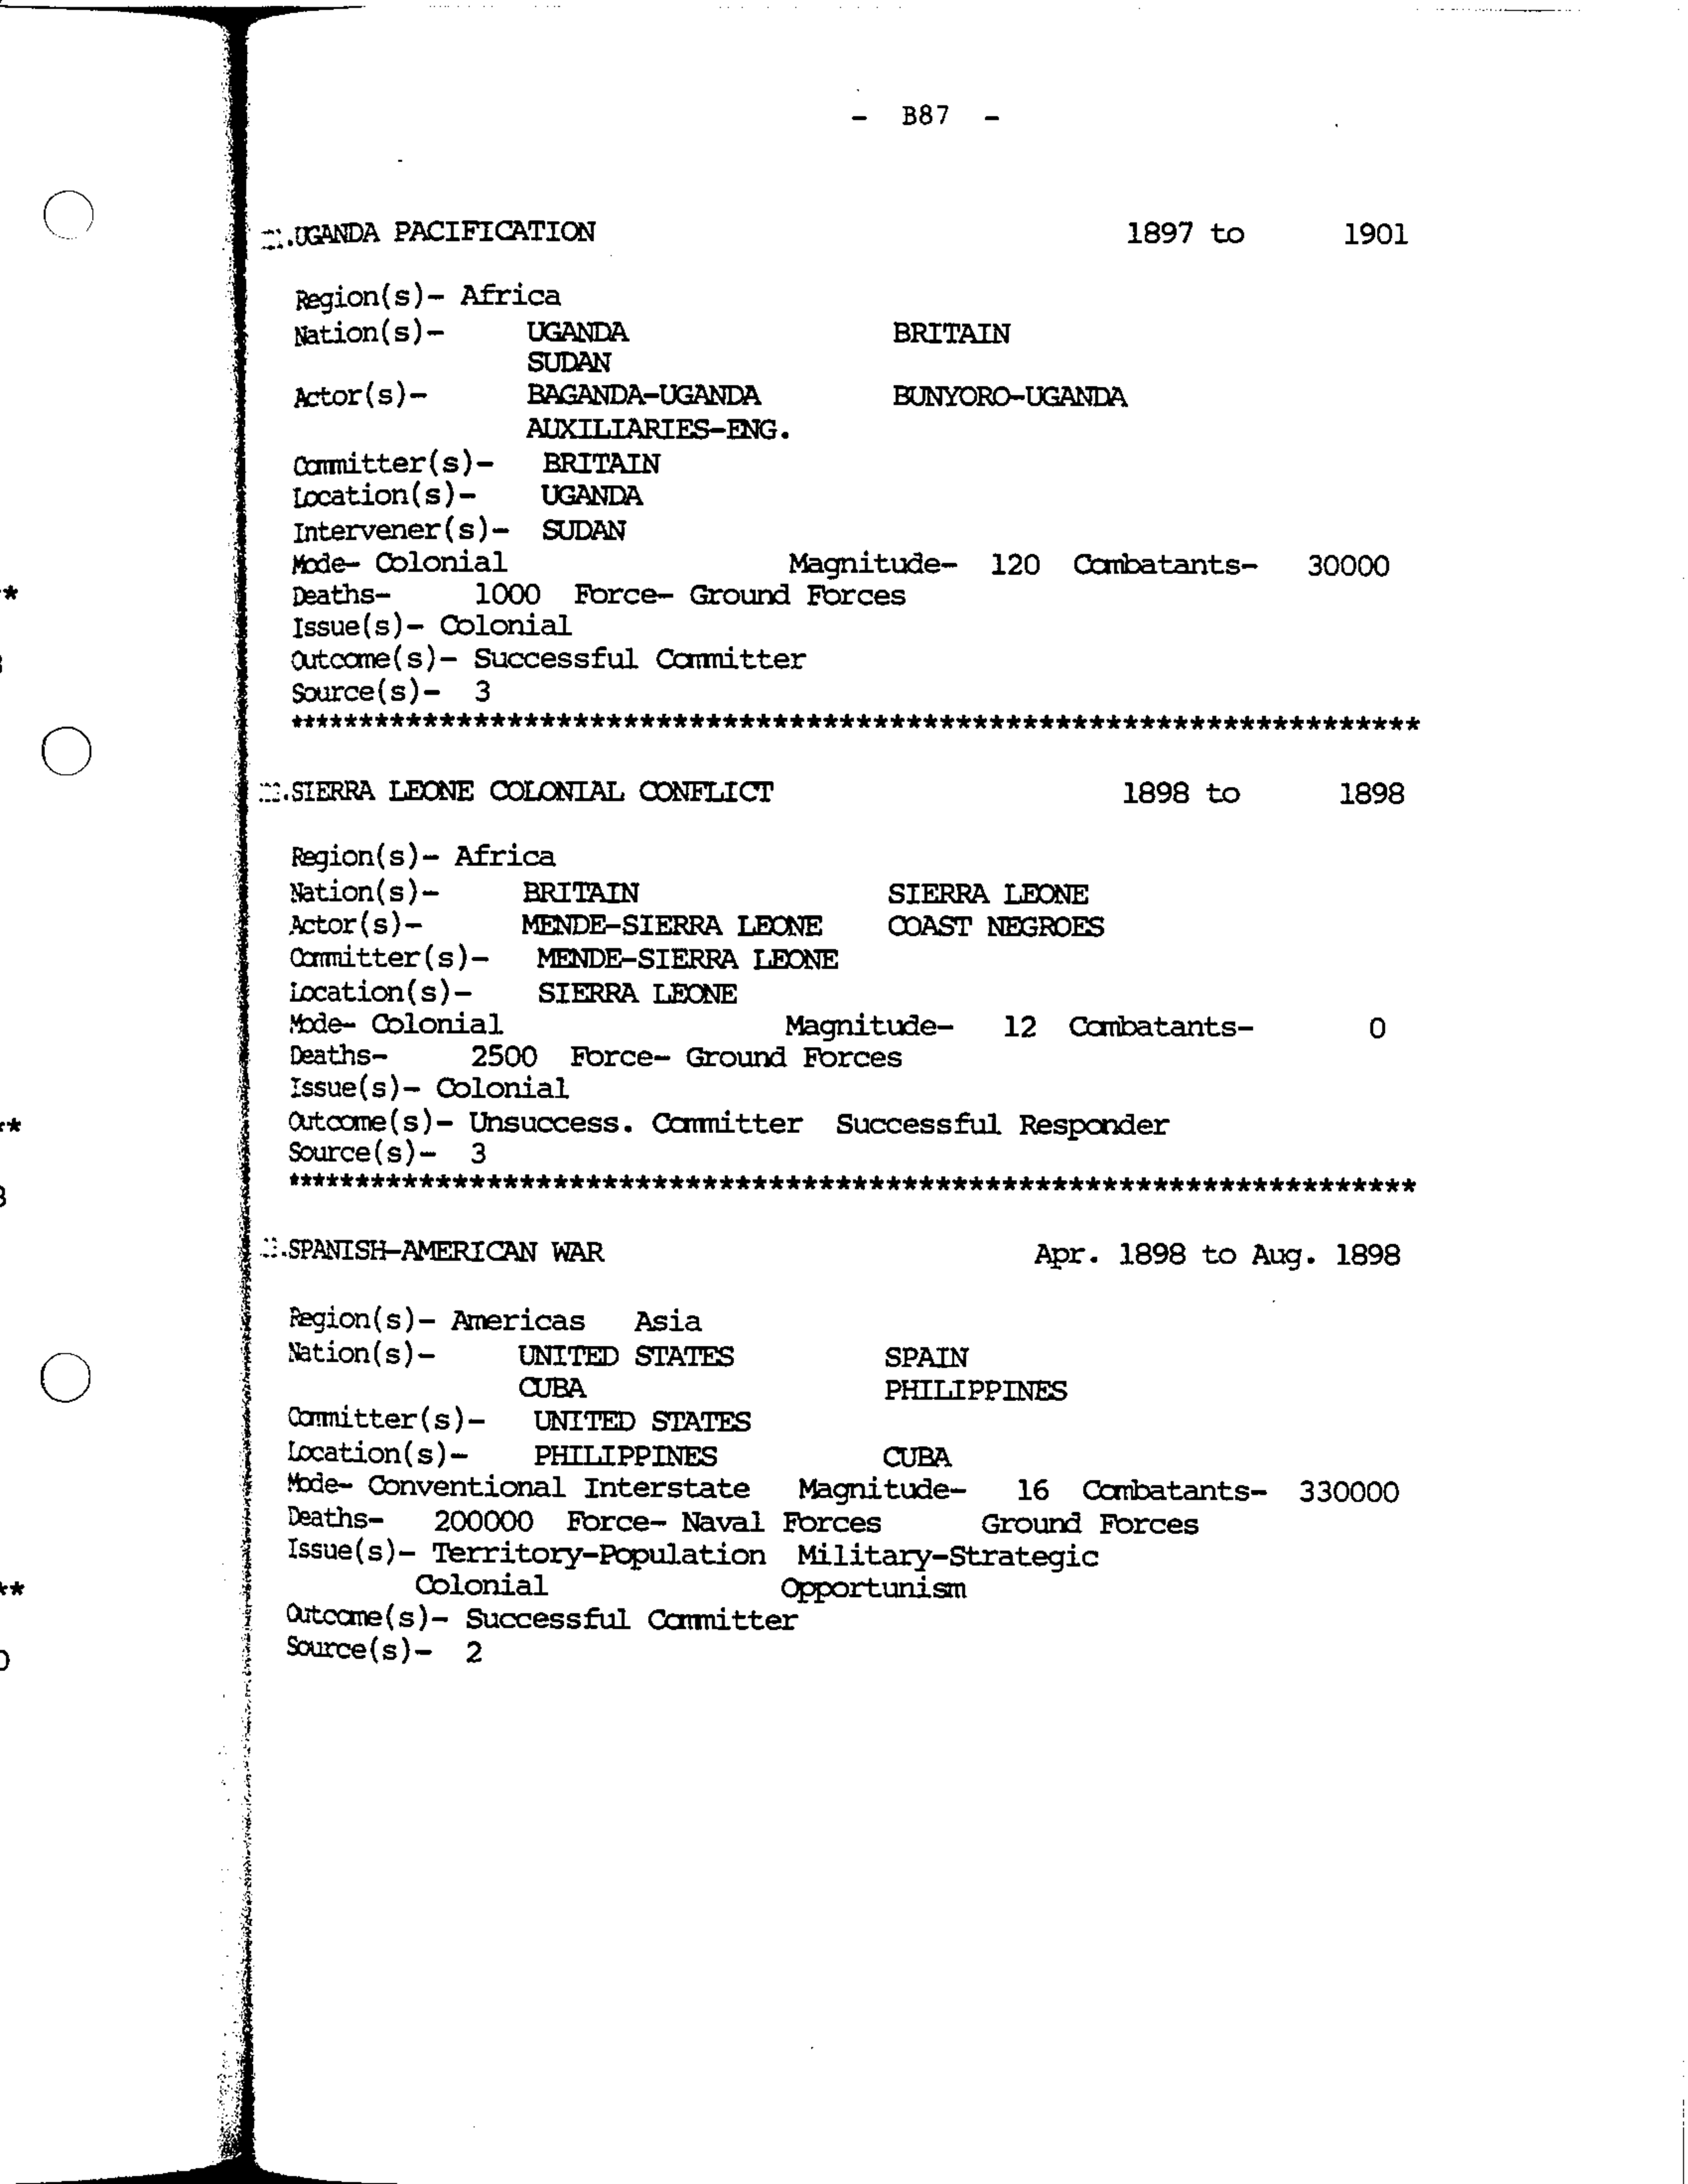 - B87 -
UGANDA PACIFICATION 1897 to 1901
Region(s)- Africa
Nation(s)- UGANDA BRITAIN
SUDAN
Actor(s)- BAGANDA-UGANDA BUNYORO-UGANDA
AUXILIARIES-ENG.
Committer(s)- BRITAIN
Location(s)- UGANDA
Intervener(s)- SUDAN
Mode- Colonial Magnitude- 120 Combatants- 30000
Deaths- 1000 Force- Ground Forces
Issue(s)- Colonial
Outcome(s)- Successful Committer
Source(s)- 3
********************************************************************
SIERRA LEONE COLONIAL CONFLICT 1898 to 1898
Region(s)- Africa
Nation(s)- BRITAIN SIERRA LEONE
Actor(s)- MENDE-SIERRA LEONE COAST NEGROES
Committer(s)- MENDE-SIERRA LEONE
Location(s)- SIERRA LEONE
Mode- Colonial Magnitude- 12 Combatants- 0
Deaths- 2500 Force- Ground Forces
Issue(s)- Colonial
Outcome(s)- Unsuccess. Committer Successful Responder
Source(s)- 3
********************************************************************
SPANISH-AMERICAN WAR Apr. 1898 to Aug. 1898
Region(s)- Americas Asia
Nation(s)- UNITED STATES SPAIN
CUBA PHILIPPINES
Committer(s)- UNITED STATES
Location(s)- PHILIPPINES CUBA
Mode- Conventional Interstate Magnitude- 16 Combatants- 330000
Deaths- 200000 Force- Naval Forces Ground Forces
Issue(s)- Territory-Population Military-Strategic
Colonial Opportunism
Outcome(s)- Successful Committer
Source(s)- 2